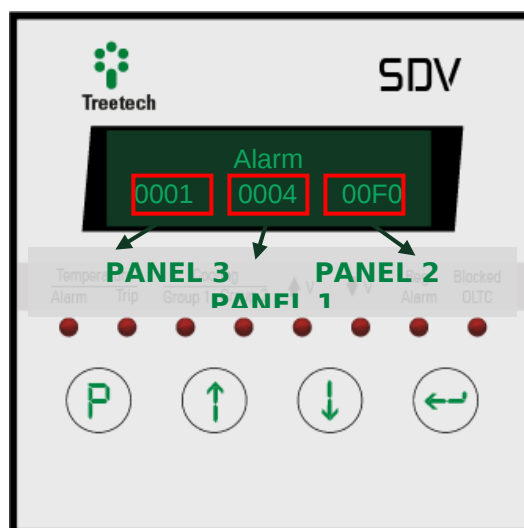 SDV
Treetech
Alarm
0001 0004 00F0
PANEL 3 PANEL 2
PANEL 1
Alarm Trip Group 1 Alarm OLTC
Blocked
P